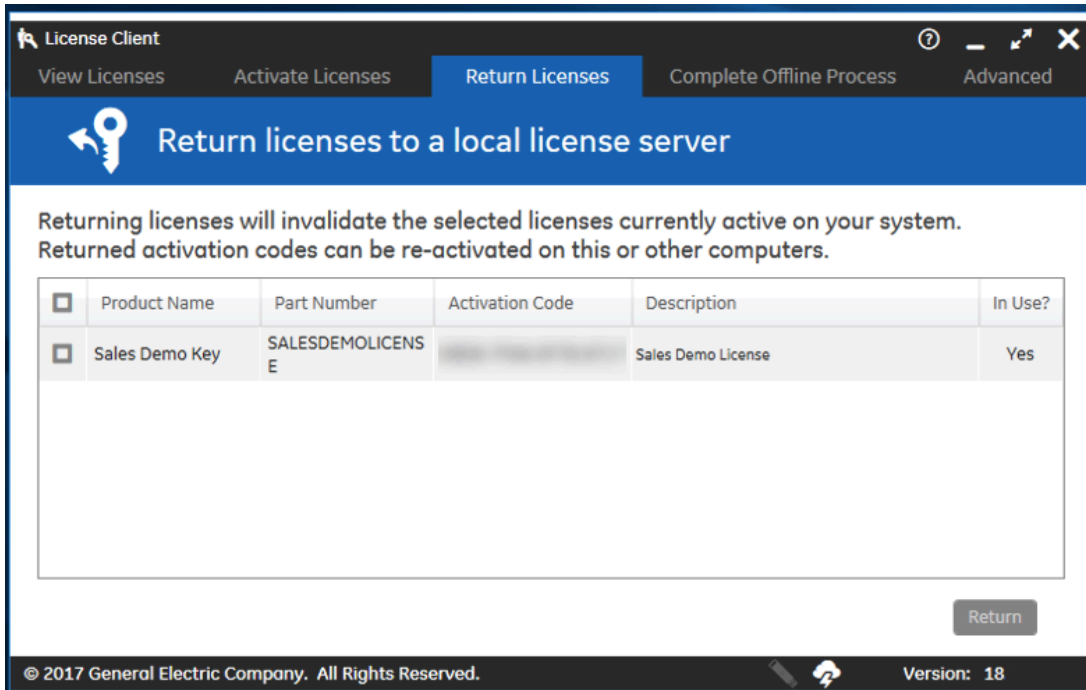 License Client
View Licenses Activate Licenses Return Licenses Complete Offline Process Advanced
Return licenses to a local license server
Returning licenses will invalidate the selected licenses currently active on your system.
Returned activation codes can be re-activated on this or other computers.
Product Name Part Number Activation Code Description In Use?
Sales Demo Key SALESDEMOLICENS Sales Demo License Yes
E
Return
© 2017 General Electric Company. All Rights Reserved. Version: 18